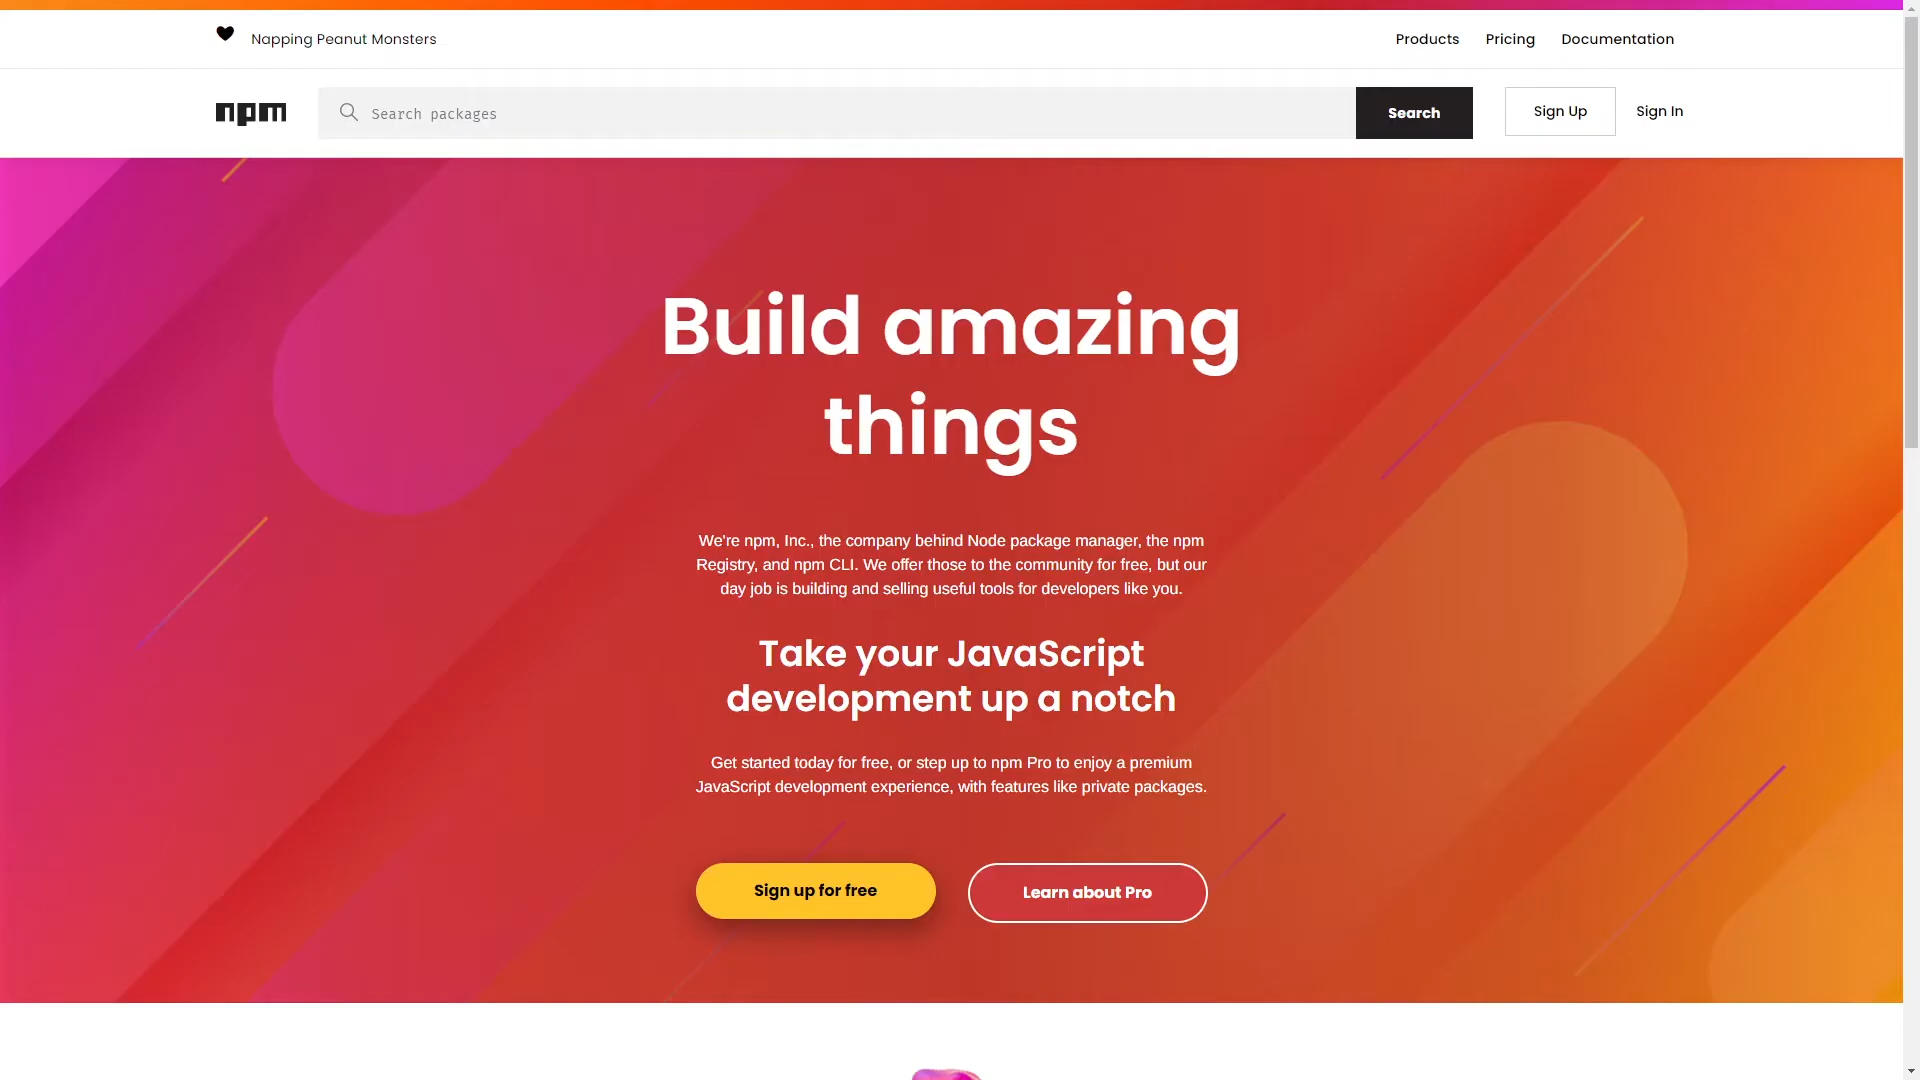 Napping Peanut Monsters
Products Pricing Documentation
npm Search packages Search Sign Up Sign In
Build amazing
things
We're npm, Inc., the company behind Node package manager, the npm
Registry, and npm CLI. We offer those to the community for free, but our
day job is building and selling useful tools for developers like you.
Take your JavaScript
development up a notch
Get started today for free, or step up to npm Pro to enjoy a premium
JavaScript development experience, with features like private packages.
Sign up for free Learn about Pro